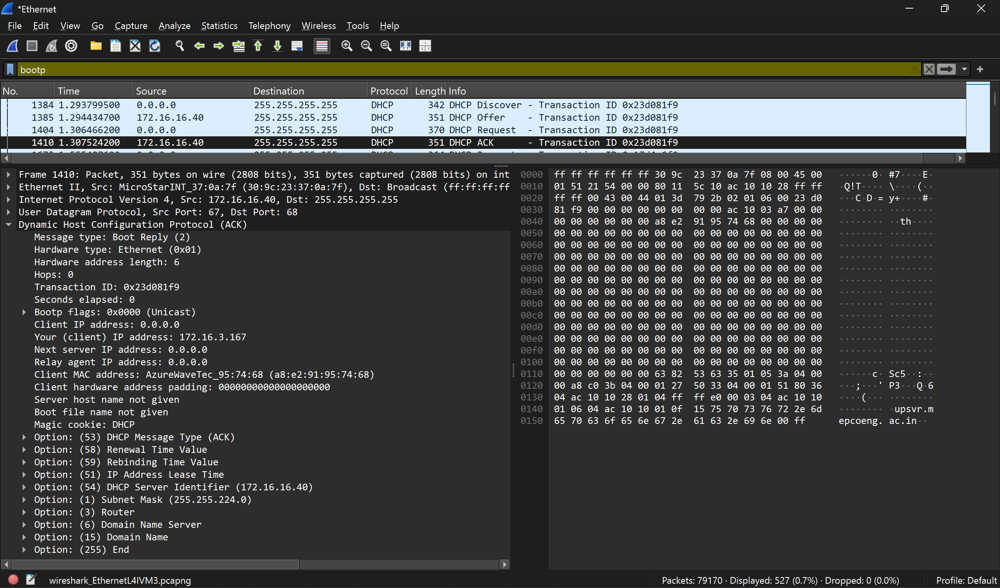 *Ethernet
File Edit View Go Capture Analyze Statistics Telephony Wireless Tools Help
bootp
No. Time Source Destination Protocol Length Info
1384 1.293799500 0.0.0.0 255.255.255.255 DHCP 342 DHCP Discover - Transaction ID 0x23d081f9
1385 1.294434700 172.16.16.40 255.255.255.255 DHCP 351 DHCP Offer - Transaction ID 0x23d081f9
1404 1.306466200 0.0.0.0 255.255.255.255 DHCP 370 DHCP Request - Transaction ID 0x23d081f9
1410 1.307524200 172.16.16.40 255.255.255.255 DHCP 351 DHCP ACK - Transaction ID 0x23d081f9
Frame 1410: Packet, 351 bytes on wire (2808 bits), 351 bytes captured (2808 bits) on int
Ethernet II, Src: MicroStarINT_37:0a:7f (30:9c:23:37:0a:7f), Dst: Broadcast (ff:ff:ff:ff
Internet Protocol Version 4, Src: 172.16.16.40, Dst: 255.255.255.255
User Datagram Protocol, Src Port: 67, Dst Port: 68
Dynamic Host Configuration Protocol (ACK)
Message type: Boot Reply (2)
Hardware type: Ethernet (0x01)
Hardware address length: 6
Hops: 0
Transaction ID: 0x23d081f9
Seconds elapsed: 0
Bootp flags: 0x0000 (Unicast)
Client IP address: 0.0.0.0
Your (client) IP address: 172.16.3.167
Next server IP address: 0.0.0.0
Relay agent IP address: 0.0.0.0
Client MAC address: AzureWaveTec_95:74:68 (a8:e2:91:95:74:68)
Client hardware address padding: 00000000000000000000
Server host name not given
Boot file name not given
Magic cookie: DHCP
Option: (53) DHCP Message Type (ACK)
Option: (58) Renewal Time Value
Option: (59) Rebinding Time Value
Option: (51) IP Address Lease Time
Option: (54) DHCP Server Identifier (172.16.16.40)
Option: (1) Subnet Mask (255.255.224.0)
Option: (3) Router
Option: (6) Domain Name Server
Option: (15) Domain Name
Option: (255) End
0000 ff ff ff ff ff ff 30 9c 23 37 0a 7f 08 00 45 00 ······0· #7····E·
0010 01 51 21 54 00 00 80 11 5c 10 ac 10 10 28 ff ff ·Q!T···· \····(··
0020 ff ff 00 43 00 44 01 3d 79 2b 02 01 06 00 23 d0 ···C·D·= y+····#·
0030 81 f9 00 00 00 00 00 00 00 00 ac 10 03 a7 00 00 ········ ········
0040 00 00 00 00 00 00 a8 e2 91 95 74 68 00 00 00 00 ········ ··th····
0050 00 00 00 00 00 00 00 00 00 00 00 00 00 00 00 00 ········ ········
0060 00 00 00 00 00 00 00 00 00 00 00 00 00 00 00 00 ········ ········
0070 00 00 00 00 00 00 00 00 00 00 00 00 00 00 00 00 ········ ········
0080 00 00 00 00 00 00 00 00 00 00 00 00 00 00 00 00 ········ ········
0090 00 00 00 00 00 00 00 00 00 00 00 00 00 00 00 00 ········ ········
00a0 00 00 00 00 00 00 00 00 00 00 00 00 00 00 00 00 ········ ········
00b0 00 00 00 00 00 00 00 00 00 00 00 00 00 00 00 00 ········ ········
00c0 00 00 00 00 00 00 00 00 00 00 00 00 00 00 00 00 ········ ········
00d0 00 00 00 00 00 00 00 00 00 00 00 00 00 00 00 00 ········ ········
00e0 00 00 00 00 00 00 00 00 00 00 00 00 00 00 00 00 ········ ········
00f0 00 00 00 00 00 00 00 00 00 00 00 00 00 00 00 00 ········ ········
0100 00 00 00 00 00 00 00 00 00 00 00 00 00 00 00 00 ········ ········
0110 00 00 00 00 00 00 63 82 53 63 35 01 05 3a 04 00 ······c· Sc5··:··
0120 00 a8 c0 3b 04 00 01 27 50 33 04 00 01 51 80 36 ···;···' P3···Q·6
0130 04 ac 10 10 28 01 04 ff ff e0 00 03 04 ac 10 10 ····(··· ········
0140 01 06 04 ac 10 10 01 0f 15 75 70 73 76 72 2e 6d ········ ·upsvr.m
0150 65 70 63 6f 65 6e 67 2e 61 63 2e 69 6e 00 ff epcoeng. ac.in··
wireshark_EthernetL4IVM3.pcapng
Packets: 79170 · Displayed: 527 (0.7%) · Dropped: 0 (0.0%)
Profile: Default